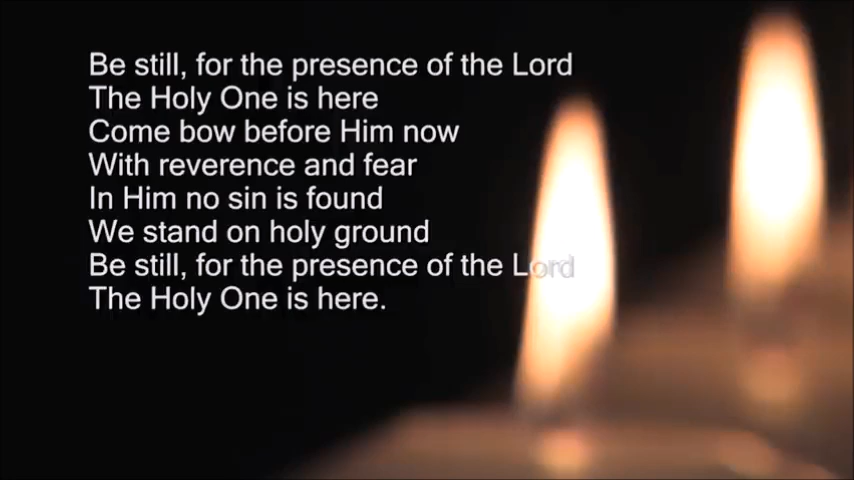 Be still, for the presence of the Lord
The Holy One is here
Come bow before Him now
With reverence and fear
In Him no sin is found
We stand on holy ground
Be still, for the presence of the Lord
The Holy One is here.